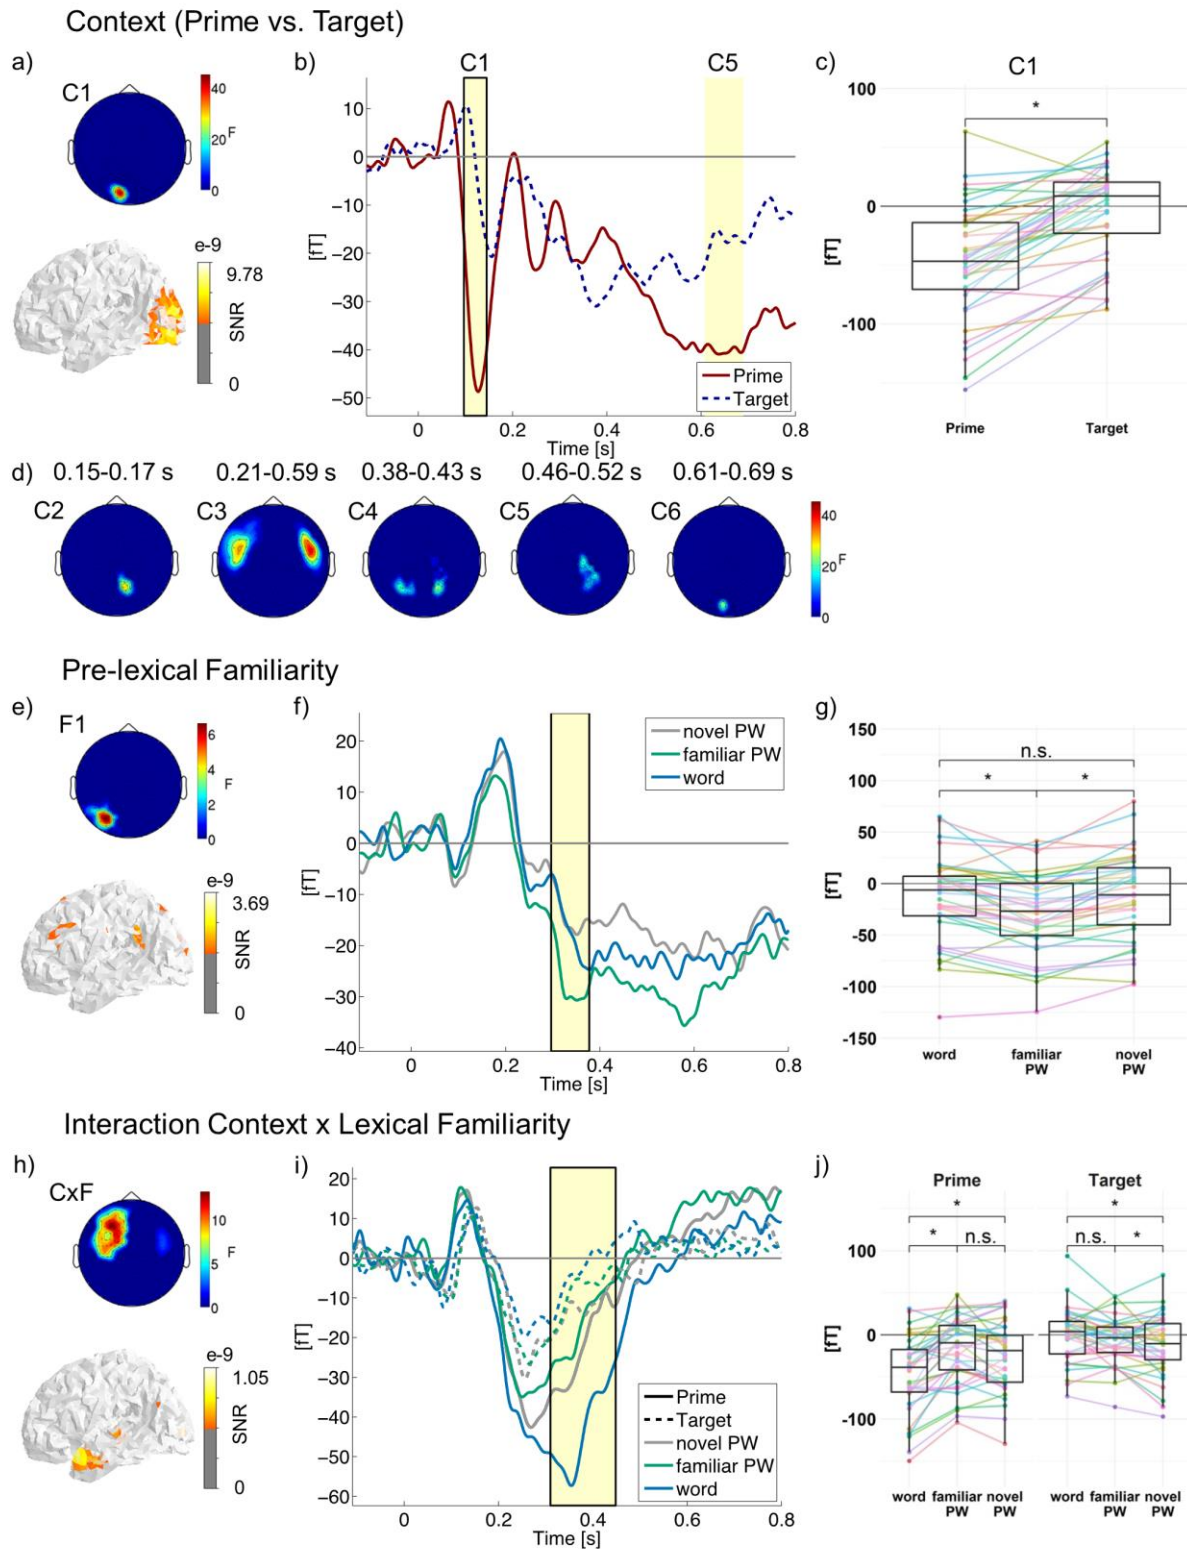 Context (Prime vs. Target)
a)
C1
40
20
F
0
e-9
9.78
SNR
0
b)
C1
C5
10
0
−10
−20
−30
−40
−50
[fT]
Prime
Target
0
0.2
0.4
0.6
0.8
Time [s]
c)
C1
100
*
0
[fT]
-100
Prime
Target
d)
0.15-0.17 s
0.21-0.59 s
0.38-0.43 s
0.46-0.52 s
0.61-0.69 s
C2
C3
C4
C5
C6
40
20
F
0
Pre-lexical Familiarity
e)
F1
6
4
F
2
0
e-9
3.69
SNR
0
f)
20
10
0
−10
−20
−30
−40
[fT]
novel PW
familiar PW
word
0
0.2
0.4
0.6
0.8
Time [s]
g)
150
100
50
0
-50
-100
-150
[fT]
n.s.
*
*
word
familiar
PW
novel
PW
Interaction Context x Lexical Familiarity
h)
CxF
10
F
5
0
e-9
1.05
SNR
0
i)
20
10
0
−10
−20
−30
−40
−50
−60
[fT]
Prime
Target
novel PW
familiar PW
word
0
0.2
0.4
0.6
0.8
Time [s]
j)
Prime
Target
*
*
*
n.s.
n.s.
*
100
0
-100
[fT]
word
familiar
PW
novel
PW
word
familiar
PW
novel
PW